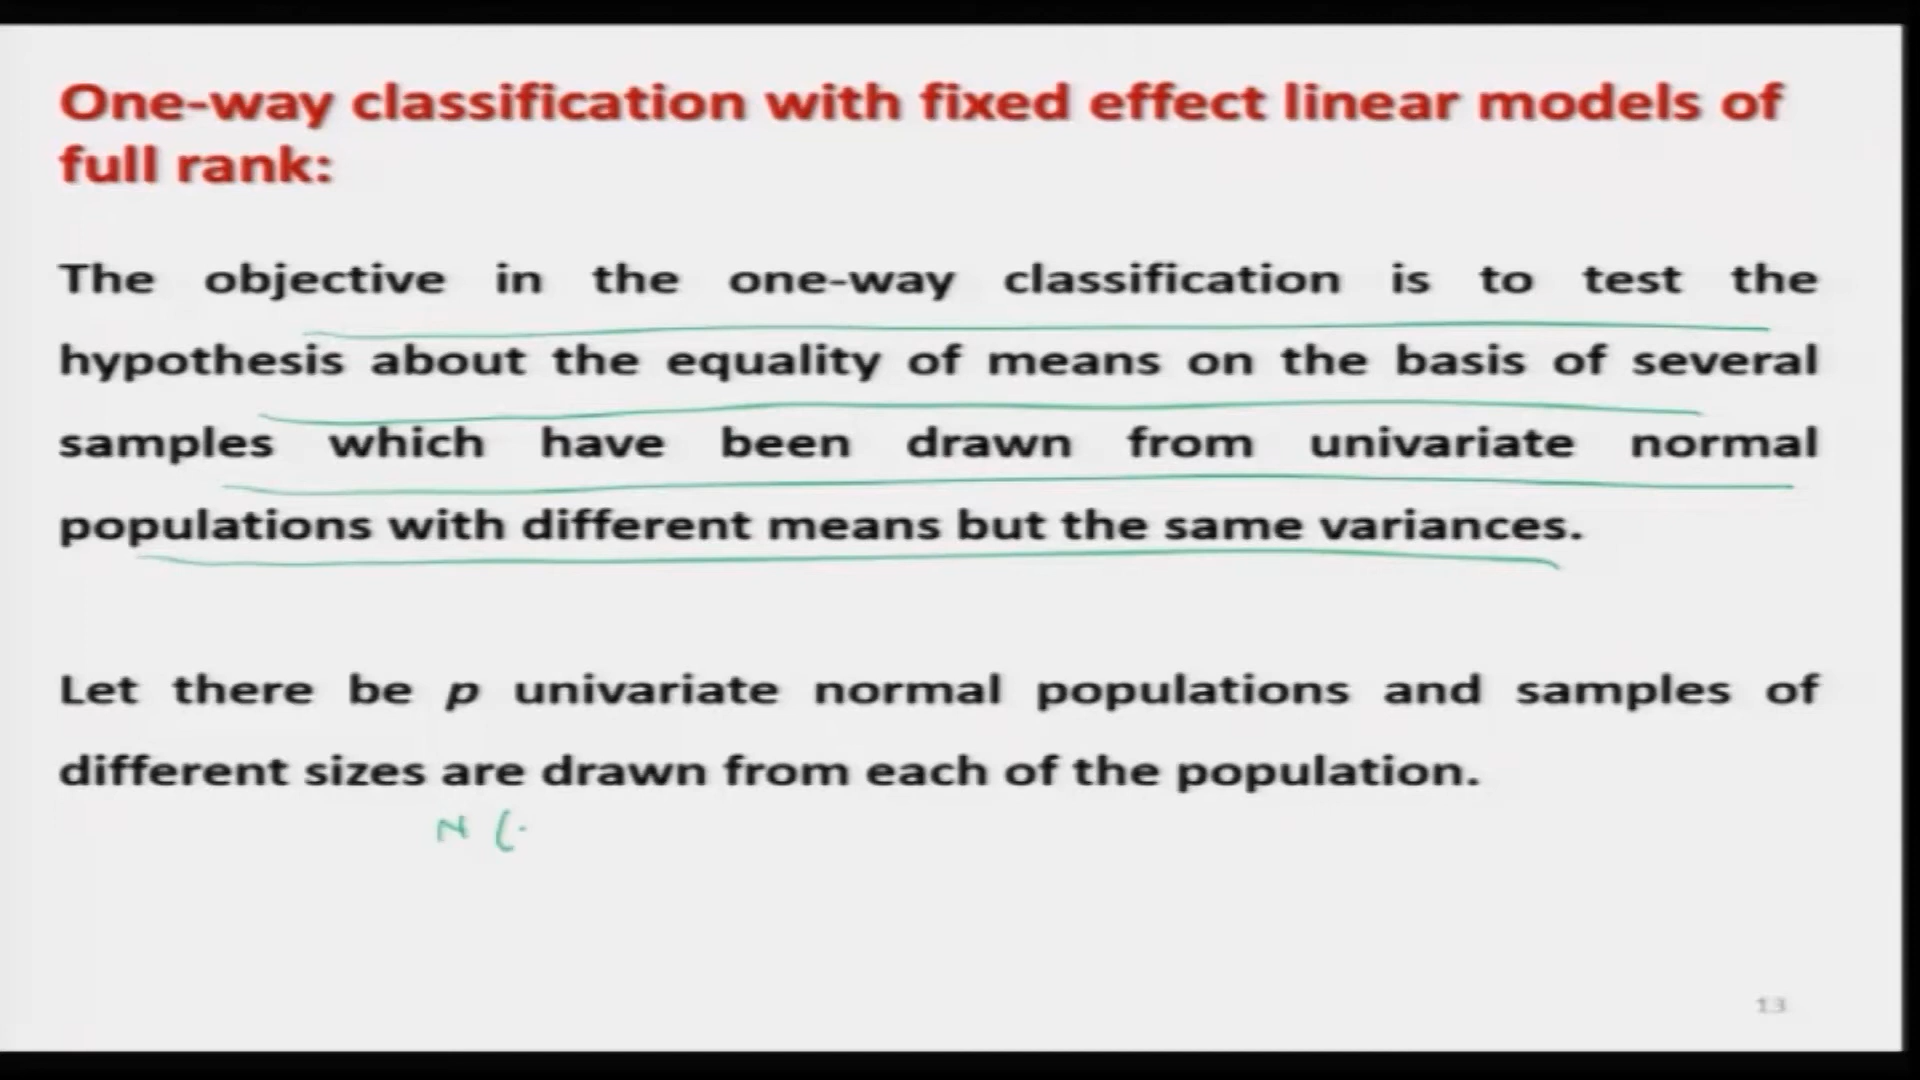 One-way classification with fixed effect linear models of
full rank:
The objective in the one-way classification is to test the
hypothesis about the equality of means on the basis of several
samples which have been drawn from univariate normal
populations with different means but the same variances.
Let there be p univariate normal populations and samples of
different sizes are drawn from each of the population.
N (.
13